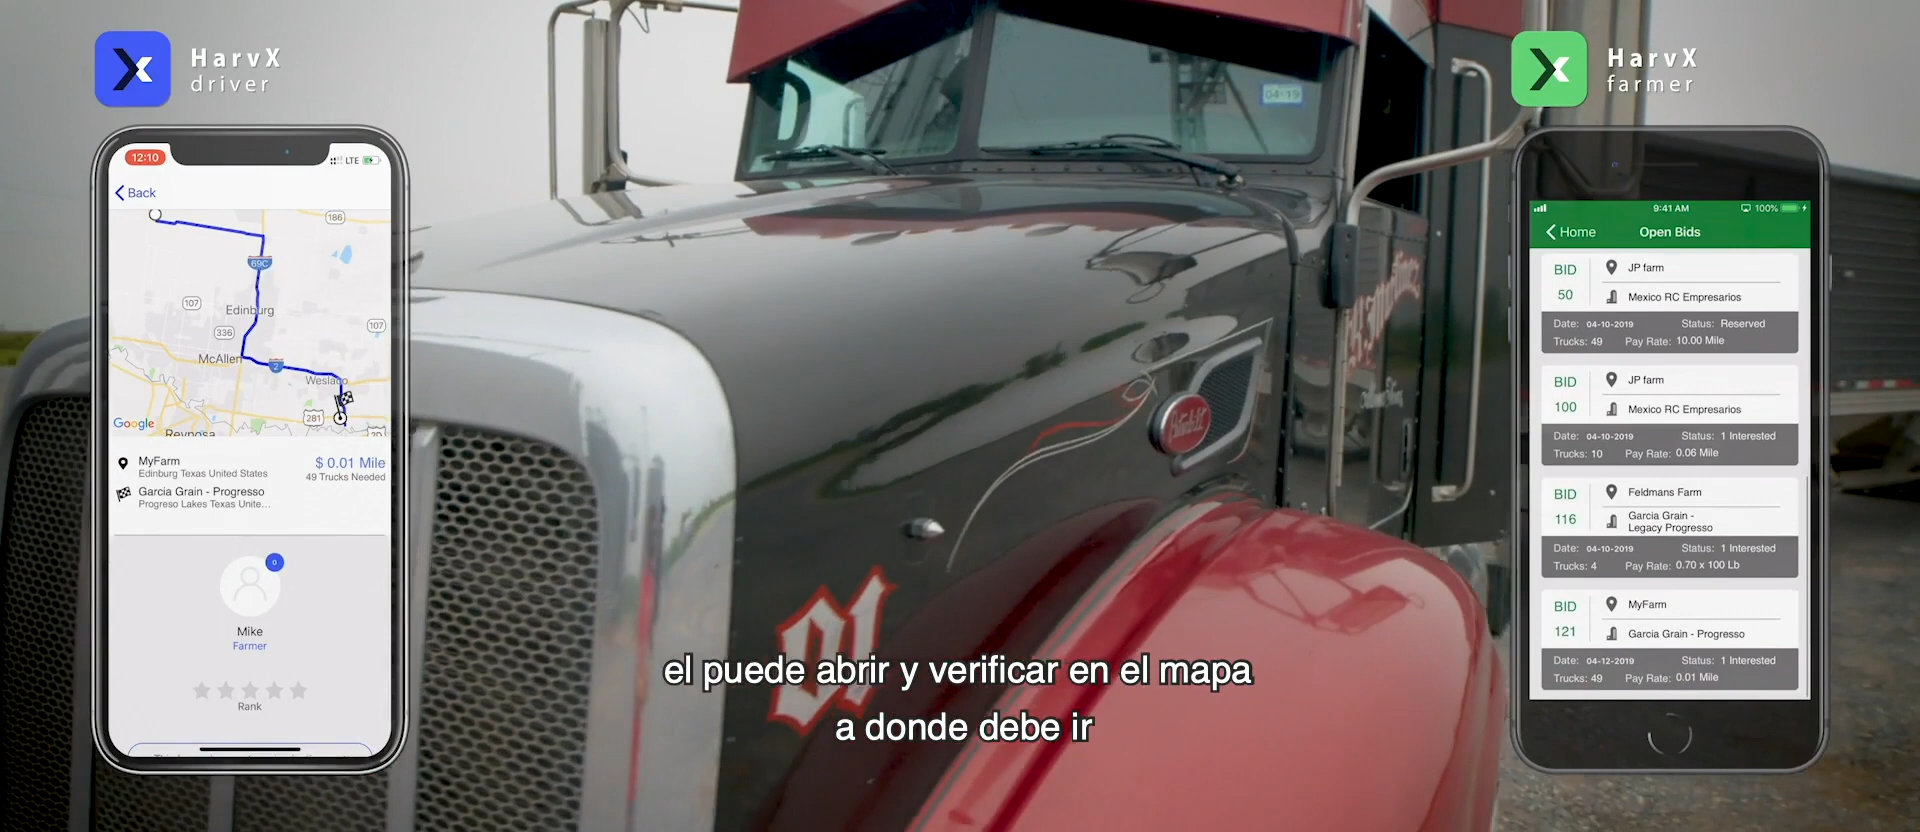 HarvX
driver
12:10
LTE
Back
186
69C
107
Edinburg
336
107
McAllen
2
Weslaco
281
Google
Reynosa
MyFarm
Edinburg Texas United States
$ 0.01 Mile
49 Trucks Needed
Garcia Grain - Progresso
Progreso Lakes Texas Unite...
0
Mike
Farmer
Rank
04-19
01
Peterbilt
el puede abrir y verificar en el mapa
a donde debe ir
HarvX
farmer
9:41 AM
100%
Home
Open Bids
BID
50
JP farm
Mexico RC Empresarios
Date: 04-10-2019 Status: Reserved
Trucks: 49 Pay Rate: 10.00 Mile
BID
100
JP farm
Mexico RC Empresarios
Date: 04-10-2019 Status: 1 Interested
Trucks: 10 Pay Rate: 0.06 Mile
BID
116
Feldmans Farm
Garcia Grain -
Legacy Progresso
Date: 04-10-2019 Status: 1 Interested
Trucks: 4 Pay Rate: 0.70 x 100 Lb
BID
121
MyFarm
Garcia Grain - Progresso
Date: 04-12-2019 Status: 1 Interested
Trucks: 49 Pay Rate: 0.01 Mile